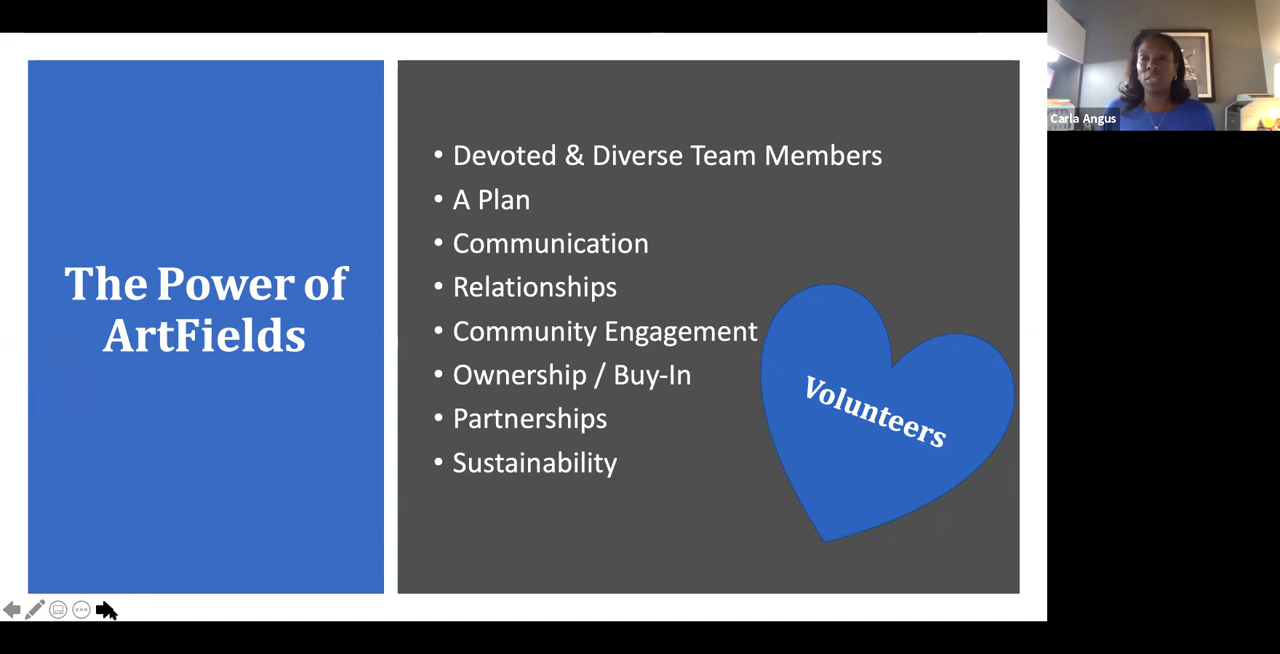 The Power of
ArtFields
• Devoted & Diverse Team Members
• A Plan
• Communication
• Relationships
• Community Engagement
• Ownership / Buy-In
• Partnerships
• Sustainability
Volunteers
Carla Angus